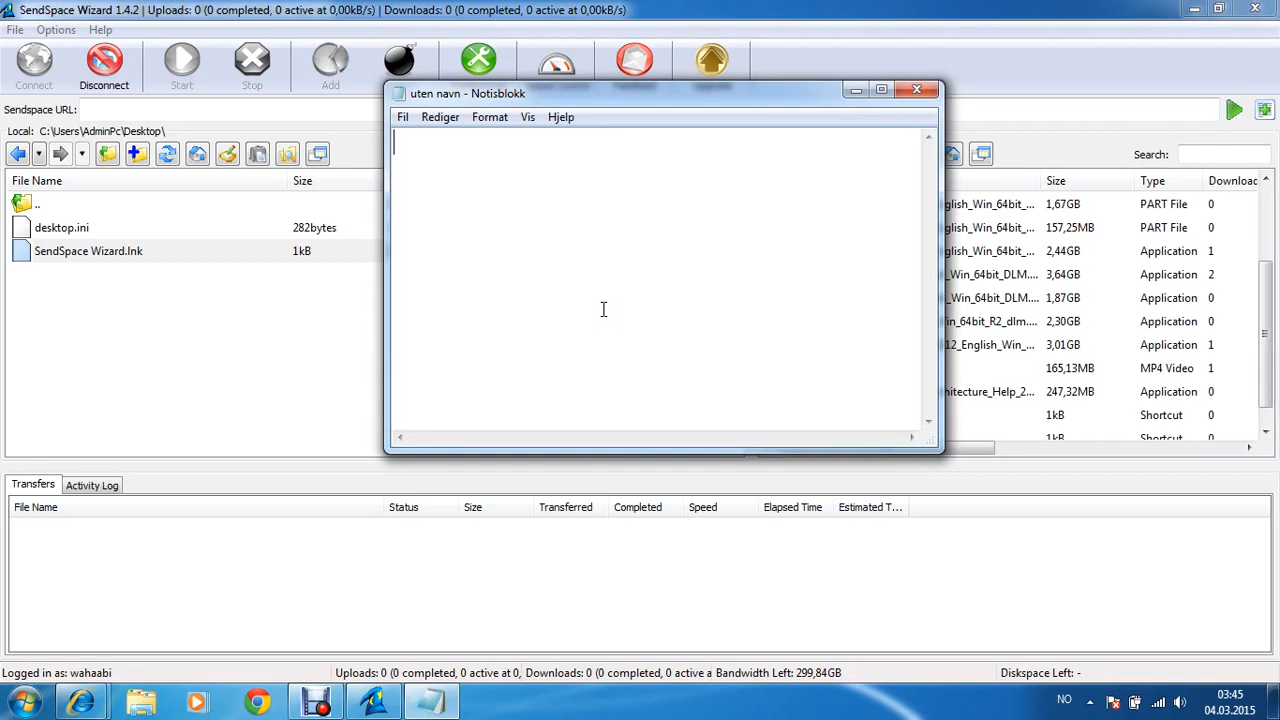 SendSpace Wizard 1.4.2 | Uploads: 0 (0 completed, 0 active at 0,00kB/s) | Downloads: 0 (0 completed, 0 active at 0,00kB/s)
File Options Help
Connect Disconnect Start Stop Add
Sendspace URL:
Local: C:\Users\AdminPc\Desktop\
Search:
File Name Size
..
desktop.ini 282bytes
SendSpace Wizard.lnk 1kB
uten navn - Notisblokk
Fil Rediger Format Vis Hjelp
Size Type Downloa
glish_Win_64bit_... 1,67GB PART File 0
glish_Win_64bit_... 157,25MB PART File 0
glish_Win_64bit_... 2,44GB Application 1
_Win_64bit_DLM.... 3,64GB Application 2
_Win_64bit_DLM.... 1,87GB Application 0
in_64bit_R2_dlm.... 2,30GB Application 0
12_English_Win_... 3,01GB Application 1
165,13MB MP4 Video 1
itecture_Help_2... 247,32MB Application 0
1kB Shortcut 0
1kB Shortcut 0
Transfers Activity Log
File Name Status Size Transferred Completed Speed Elapsed Time Estimated T...
Logged in as: wahaabi Uploads: 0 (0 completed, 0 active at 0, Downloads: 0 (0 completed, 0 active a Bandwidth Left: 299,84GB Diskspace Left: -
NO 03:45
04.03.2015